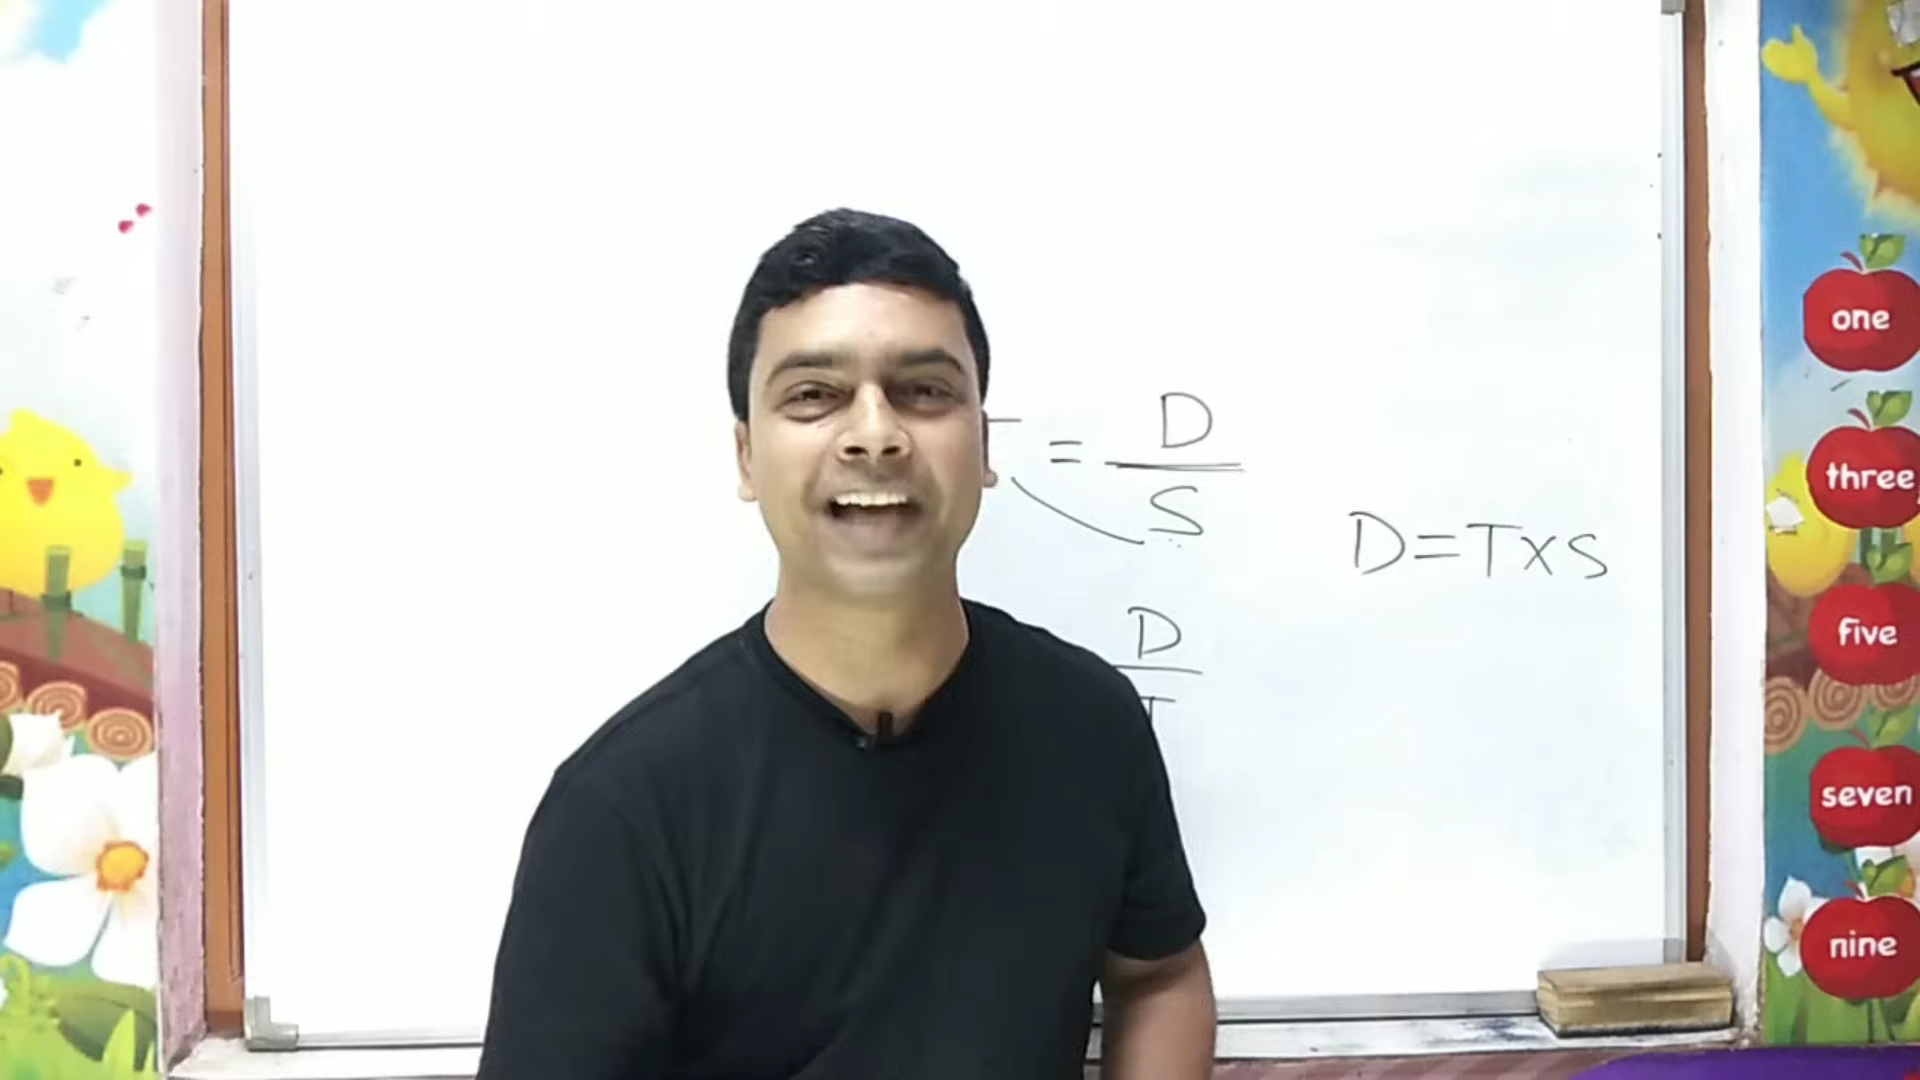 = D
S
D = T x S
D
T
one
three
five
seven
nine